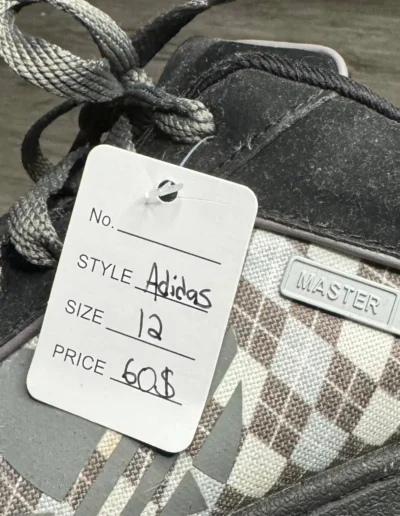 No.
STYLE Adidas
SIZE 12
PRICE 60$
MASTER